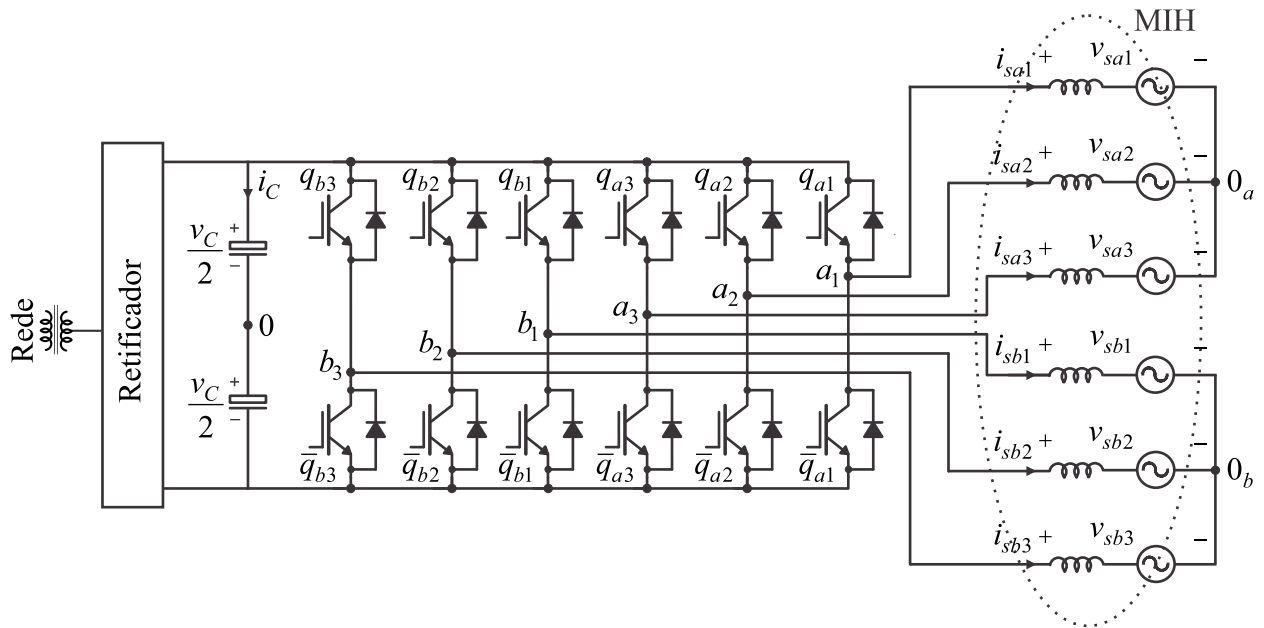 MIH
i_sa1 + v_sa1 −
q_b3 q_b2 q_b1 q_a3 q_a2 q_a1
i_sa2 + v_sa2 −
0_a
i_C
v_C/2 + −
i_sa3 + v_sa3 −
a_1
a_2
a_3
b_1
b_2
b_3
Rede
Retificador
0
i_sb1 + v_sb1 −
v_C/2 + −
i_sb2 + v_sb2 −
0_b
q̅_b3 q̅_b2 q̅_b1 q̅_a3 q̅_a2 q̅_a1
i_sb3 + v_sb3 −